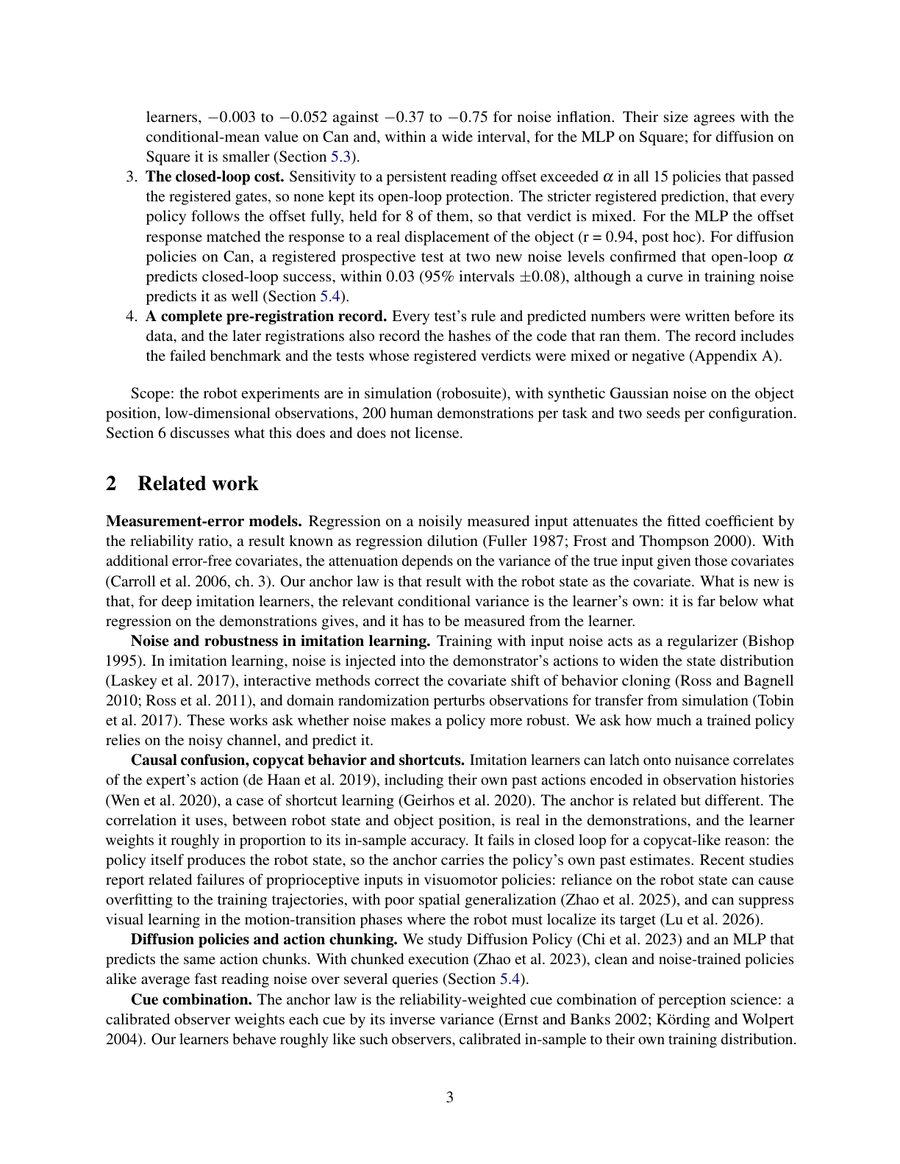 learners, −0.003 to −0.052 against −0.37 to −0.75 for noise inflation. Their size agrees with the
conditional-mean value on Can and, within a wide interval, for the MLP on Square; for diffusion on
Square it is smaller (Section 5.3).
3. The closed-loop cost. Sensitivity to a persistent reading offset exceeded α in all 15 policies that passed
the registered gates, so none kept its open-loop protection. The stricter registered prediction, that every
policy follows the offset fully, held for 8 of them, so that verdict is mixed. For the MLP the offset
response matched the response to a real displacement of the object (r = 0.94, post hoc). For diffusion
policies on Can, a registered prospective test at two new noise levels confirmed that open-loop α
predicts closed-loop success, within 0.03 (95% intervals ±0.08), although a curve in training noise
predicts it as well (Section 5.4).
4. A complete pre-registration record. Every test’s rule and predicted numbers were written before its
data, and the later registrations also record the hashes of the code that ran them. The record includes
the failed benchmark and the tests whose registered verdicts were mixed or negative (Appendix A).
Scope: the robot experiments are in simulation (robosuite), with synthetic Gaussian noise on the object
position, low-dimensional observations, 200 human demonstrations per task and two seeds per configuration.
Section 6 discusses what this does and does not license.
2 Related work
Measurement-error models. Regression on a noisily measured input attenuates the fitted coefficient by
the reliability ratio, a result known as regression dilution (Fuller 1987; Frost and Thompson 2000). With
additional error-free covariates, the attenuation depends on the variance of the true input given those covariates
(Carroll et al. 2006, ch. 3). Our anchor law is that result with the robot state as the covariate. What is new is
that, for deep imitation learners, the relevant conditional variance is the learner’s own: it is far below what
regression on the demonstrations gives, and it has to be measured from the learner.
Noise and robustness in imitation learning. Training with input noise acts as a regularizer (Bishop
1995). In imitation learning, noise is injected into the demonstrator’s actions to widen the state distribution
(Laskey et al. 2017), interactive methods correct the covariate shift of behavior cloning (Ross and Bagnell
2010; Ross et al. 2011), and domain randomization perturbs observations for transfer from simulation (Tobin
et al. 2017). These works ask whether noise makes a policy more robust. We ask how much a trained policy
relies on the noisy channel, and predict it.
Causal confusion, copycat behavior and shortcuts. Imitation learners can latch onto nuisance correlates
of the expert’s action (de Haan et al. 2019), including their own past actions encoded in observation histories
(Wen et al. 2020), a case of shortcut learning (Geirhos et al. 2020). The anchor is related but different. The
correlation it uses, between robot state and object position, is real in the demonstrations, and the learner
weights it roughly in proportion to its in-sample accuracy. It fails in closed loop for a copycat-like reason: the
policy itself produces the robot state, so the anchor carries the policy’s own past estimates. Recent studies
report related failures of proprioceptive inputs in visuomotor policies: reliance on the robot state can cause
overfitting to the training trajectories, with poor spatial generalization (Zhao et al. 2025), and can suppress
visual learning in the motion-transition phases where the robot must localize its target (Lu et al. 2026).
Diffusion policies and action chunking. We study Diffusion Policy (Chi et al. 2023) and an MLP that
predicts the same action chunks. With chunked execution (Zhao et al. 2023), clean and noise-trained policies
alike average fast reading noise over several queries (Section 5.4).
Cue combination. The anchor law is the reliability-weighted cue combination of perception science: a
calibrated observer weights each cue by its inverse variance (Ernst and Banks 2002; Körding and Wolpert
2004). Our learners behave roughly like such observers, calibrated in-sample to their own training distribution.
3